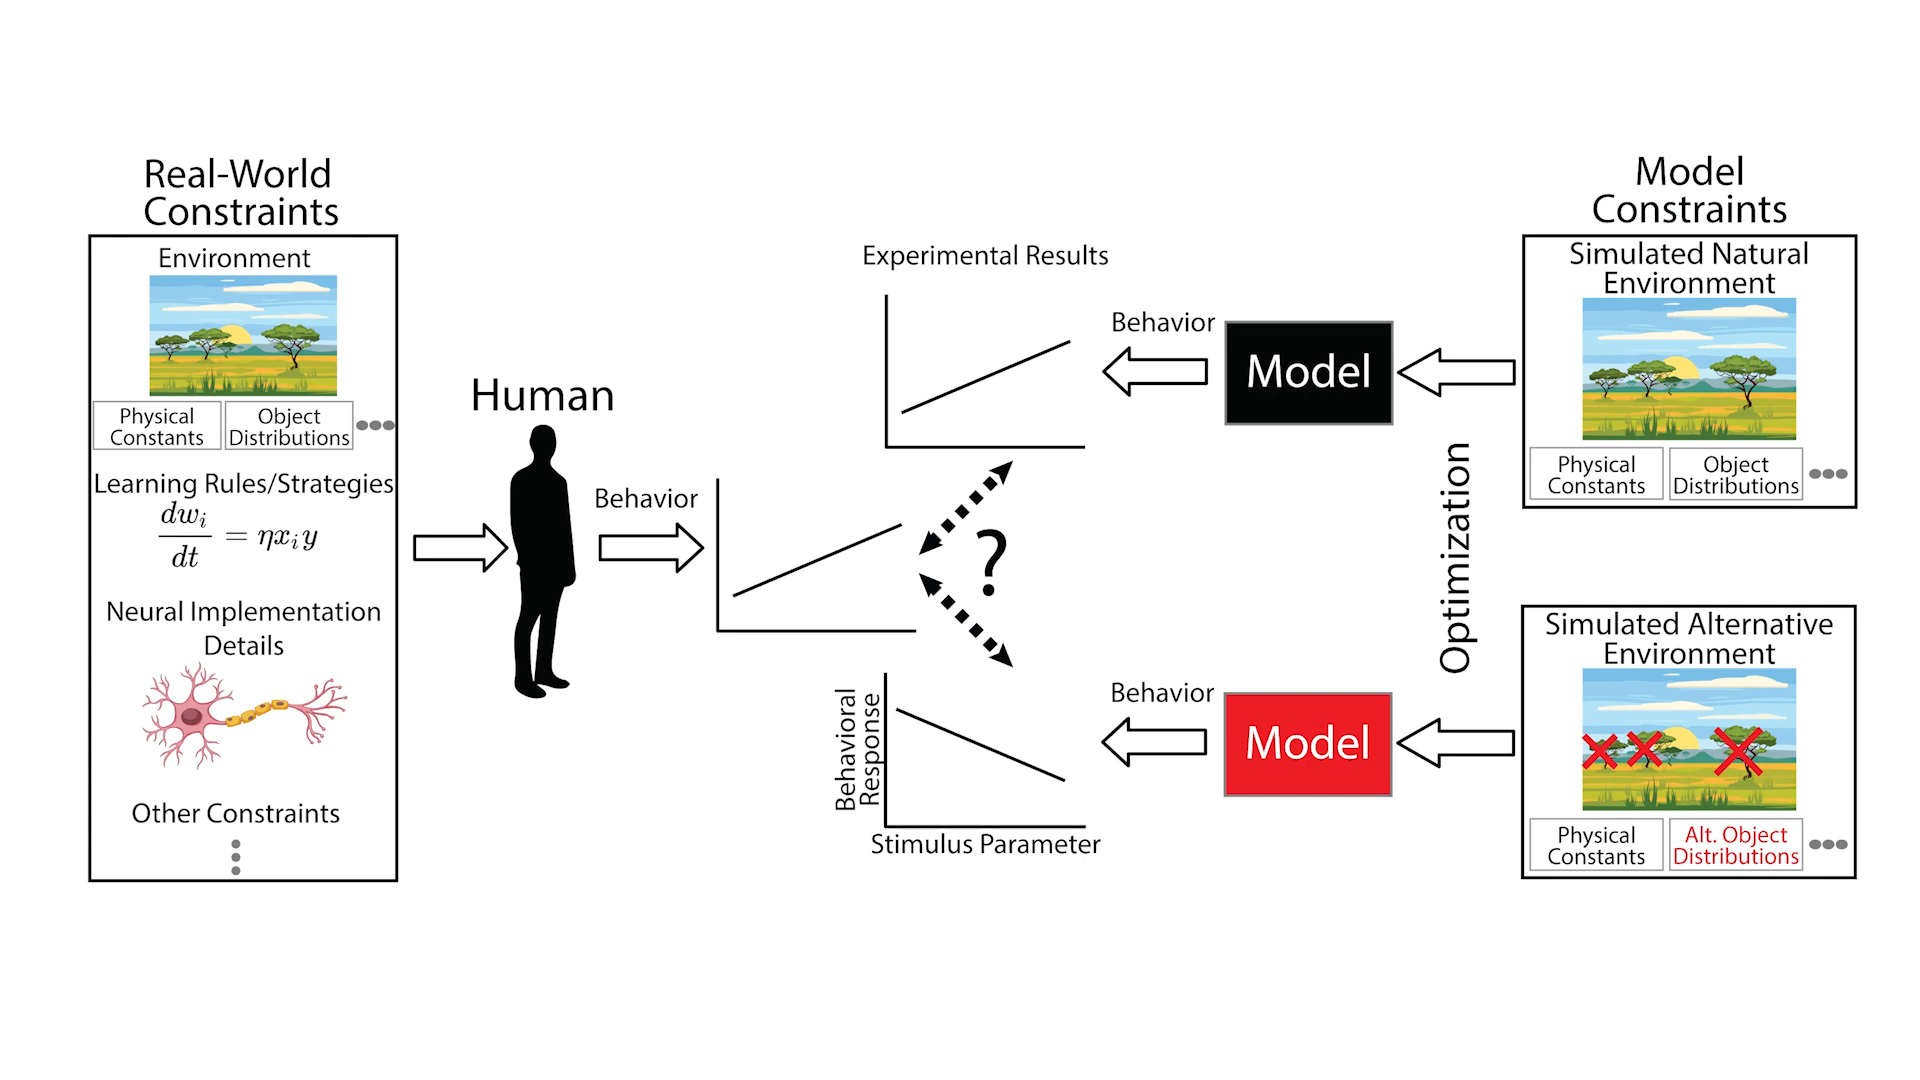 Real-World
Constraints
Environment
Physical
Constants
Object
Distributions
Learning Rules/Strategies
dw_i/dt = ηx_i y
Neural Implementation
Details
Other Constraints
Human
Behavior
Experimental Results
?
Behavioral
Response
Stimulus Parameter
Behavior
Model
Behavior
Model
Optimization
Model
Constraints
Simulated Natural
Environment
Physical
Constants
Object
Distributions
Simulated Alternative
Environment
Physical
Constants
Alt. Object
Distributions